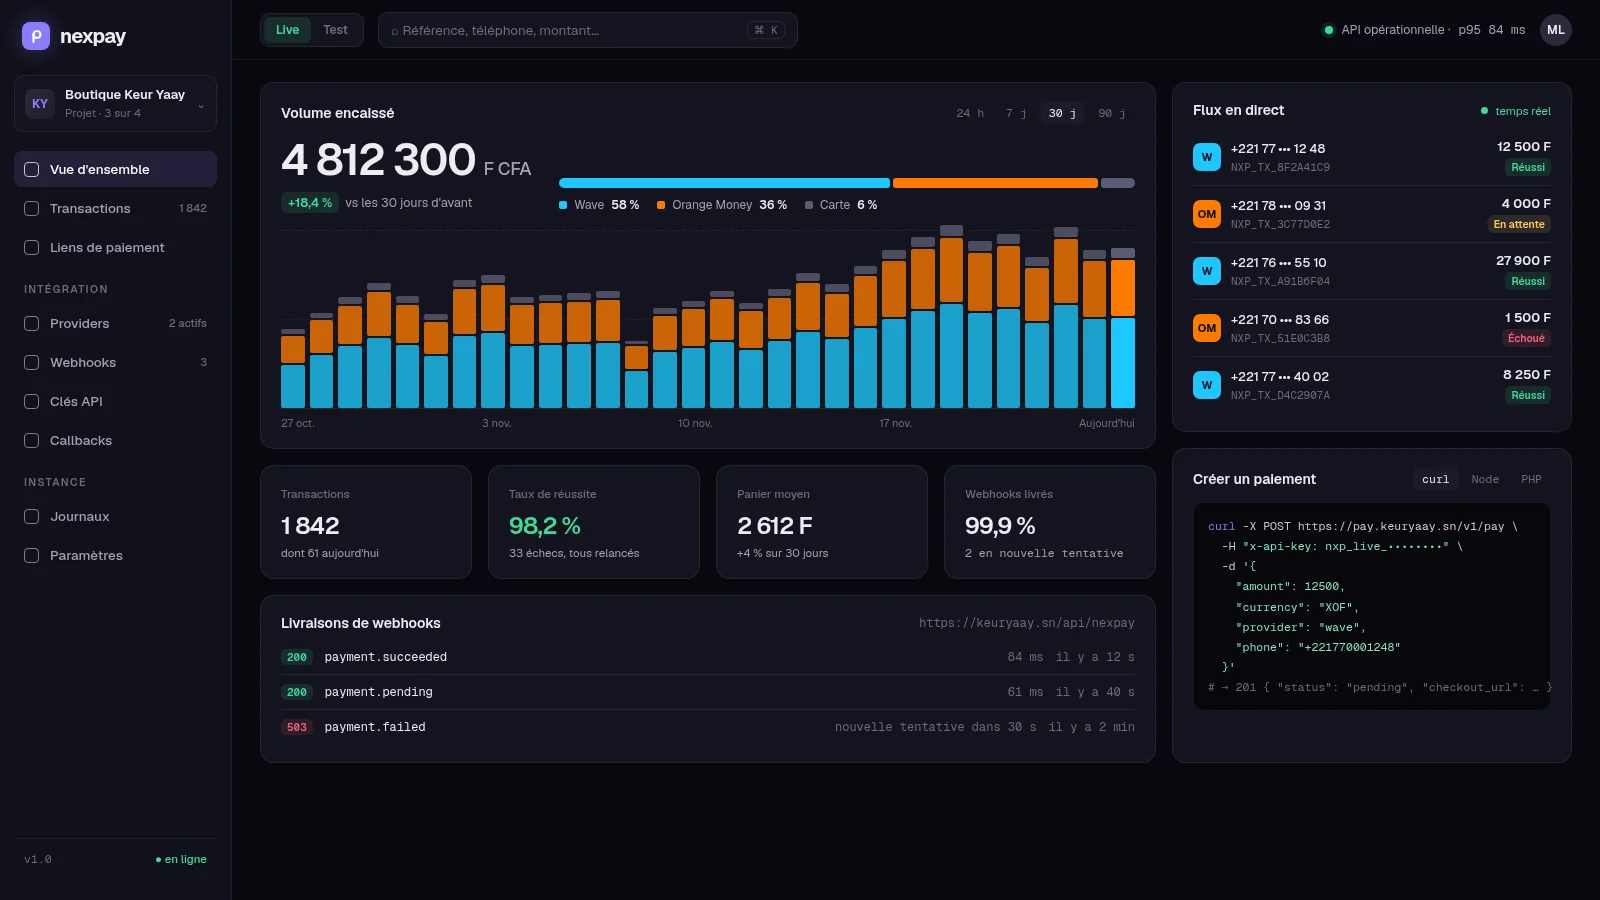 nexpay
KY
Boutique Keur Yaay
Projet · 3 sur 4
Vue d'ensemble
Transactions 1 842
Liens de paiement
INTÉGRATION
Providers 2 actifs
Webhooks 3
Clés API
Callbacks
INSTANCE
Journaux
Paramètres
v1.0 en ligne
Live Test
Référence, téléphone, montant… ⌘ K
API opérationnelle · p95 84 ms
ML
Volume encaissé
24 h 7 j 30 j 90 j
4 812 300 F CFA
+18,4 % vs les 30 jours d'avant
Wave 58 % Orange Money 36 % Carte 6 %
27 oct. 3 nov. 10 nov. 17 nov. Aujourd'hui
Transactions
1 842
dont 61 aujourd'hui
Taux de réussite
98,2 %
33 échecs, tous relancés
Panier moyen
2 612 F
+4 % sur 30 jours
Webhooks livrés
99,9 %
2 en nouvelle tentative
Livraisons de webhooks https://keuryaay.sn/api/nexpay
200 payment.succeeded 84 ms il y a 12 s
200 payment.pending 61 ms il y a 40 s
503 payment.failed nouvelle tentative dans 30 s il y a 2 min
Flux en direct temps réel
W +221 77 ••• 12 48 12 500 F
NXP_TX_8F2A41C9 Réussi
OM +221 78 ••• 09 31 4 000 F
NXP_TX_3C77D0E2 En attente
W +221 76 ••• 55 10 27 900 F
NXP_TX_A91B6F04 Réussi
OM +221 70 ••• 83 66 1 500 F
NXP_TX_51E0C3B8 Échoué
W +221 77 ••• 40 02 8 250 F
NXP_TX_D4C2907A Réussi
Créer un paiement curl Node PHP
curl -X POST https://pay.keuryaay.sn/v1/pay \
-H "x-api-key: nxp_live_••••••••" \
-d '{
"amount": 12500,
"currency": "XOF",
"provider": "wave",
"phone": "+221770001248"
}'
# → 201 { "status": "pending", "checkout_url": … }